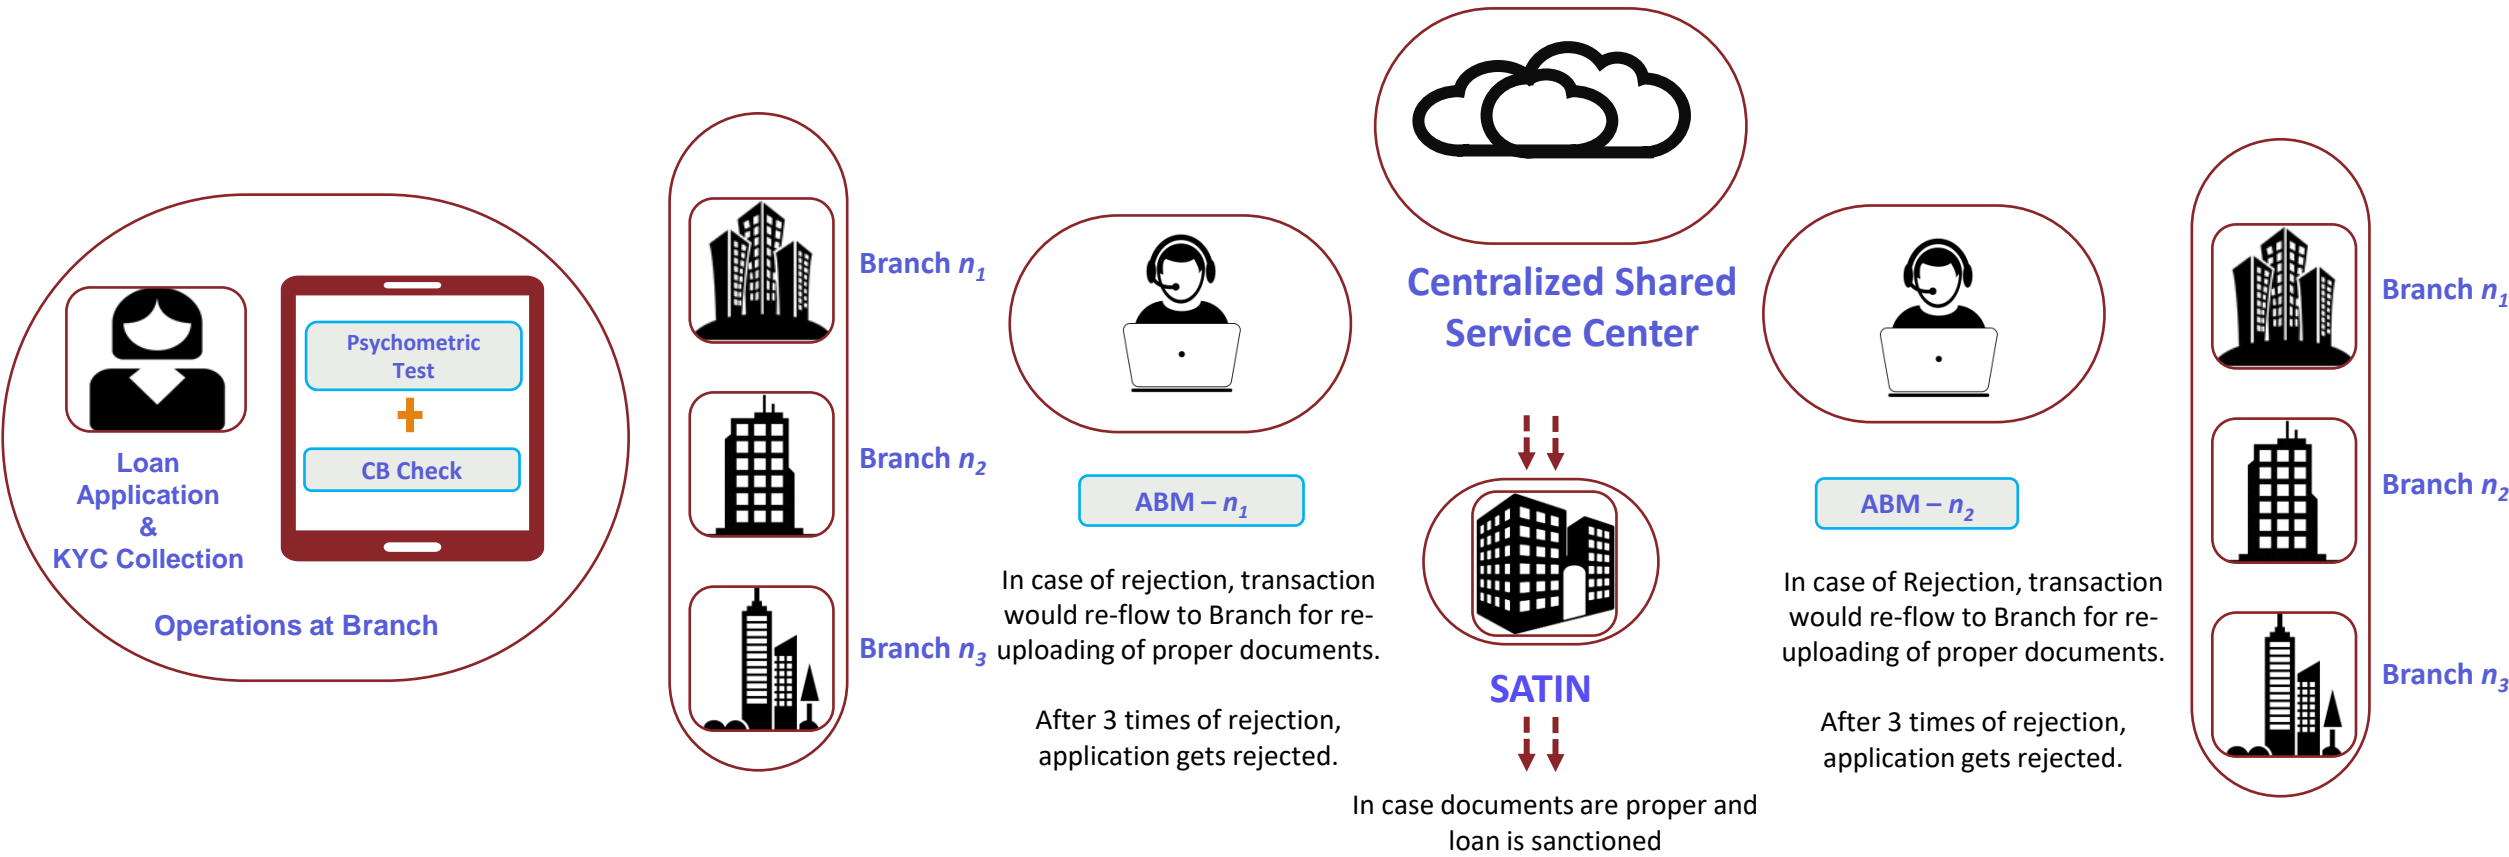 Psychometric
Test
CB Check
Loan
Application
&
KYC Collection
Operations at Branch
Branch n1
Branch n2
Branch n3
ABM – n1
In case of rejection, transaction
would re-flow to Branch for re-
uploading of proper documents.
After 3 times of rejection,
application gets rejected.
Centralized Shared
Service Center
SATIN
In case documents are proper and
loan is sanctioned
ABM – n2
In case of Rejection, transaction
would re-flow to Branch for re-
uploading of proper documents.
After 3 times of rejection,
application gets rejected.
Branch n1
Branch n2
Branch n3